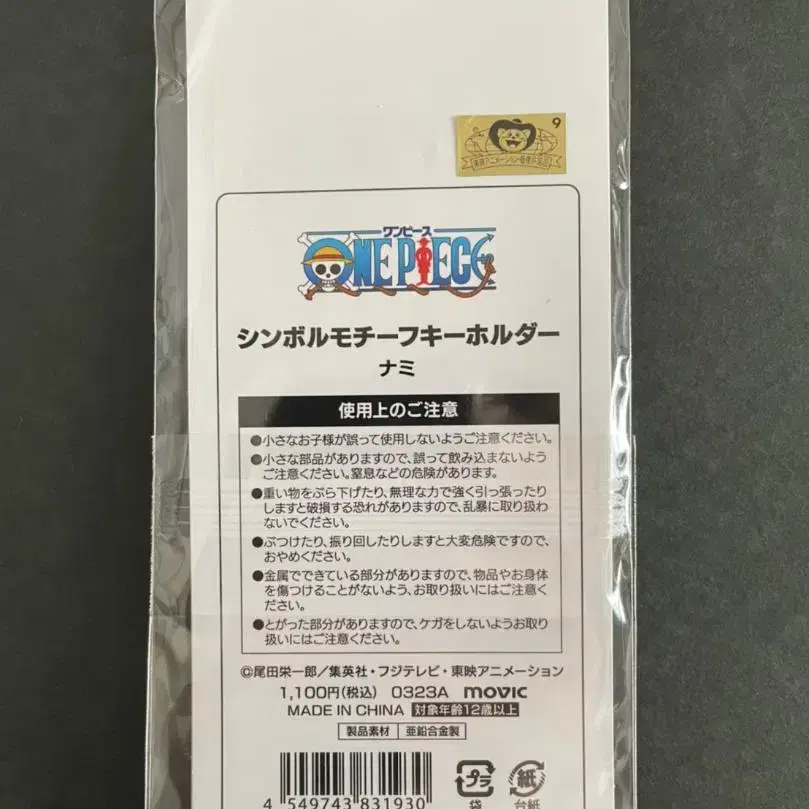 9
東映アニメーション版権許諾証
ワンピース
ONE PIECE
シンボルモチーフキーホルダー
ナミ
使用上のご注意
●小さなお子様が誤って使用しないようご注意ください。
●小さな部品がありますので、誤って飲み込まないよう
ご注意ください。窒息などの危険があります。
●重い物をぶら下げたり、無理な力で強く引っ張ったり
しますと破損する恐れがありますので、乱暴に取り扱わ
ないでください。
●ぶつけたり、振り回したりしますと大変危険ですので、
おやめください。
●金属でできている部分がありますので、物品やお身体
を傷つけることがないよう、お取り扱いにはご注意くだ
さい。
●とがった部分がありますので、ケガをしないようお取り
扱いにはご注意ください。
©尾田栄一郎／集英社・フジテレビ・東映アニメーション
1,100円(税込) 0323A movic
MADE IN CHINA 対象年齢12歳以上
製品素材 亜鉛合金製
4 549743 831930
プラ
袋
紙
台紙